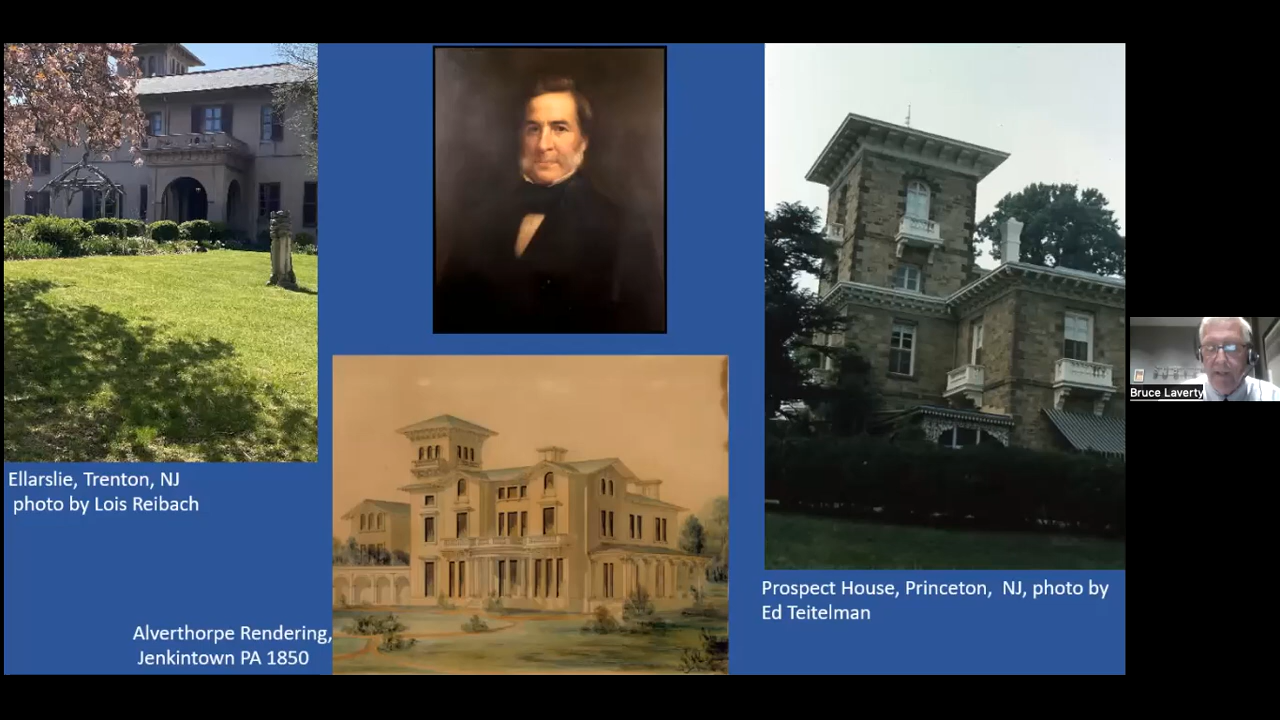 Ellarslie, Trenton, NJ
photo by Lois Reibach
Alverthorpe Rendering,
Jenkintown PA 1850
Prospect House, Princeton, NJ, photo by
Ed Teitelman
Bruce Laverty